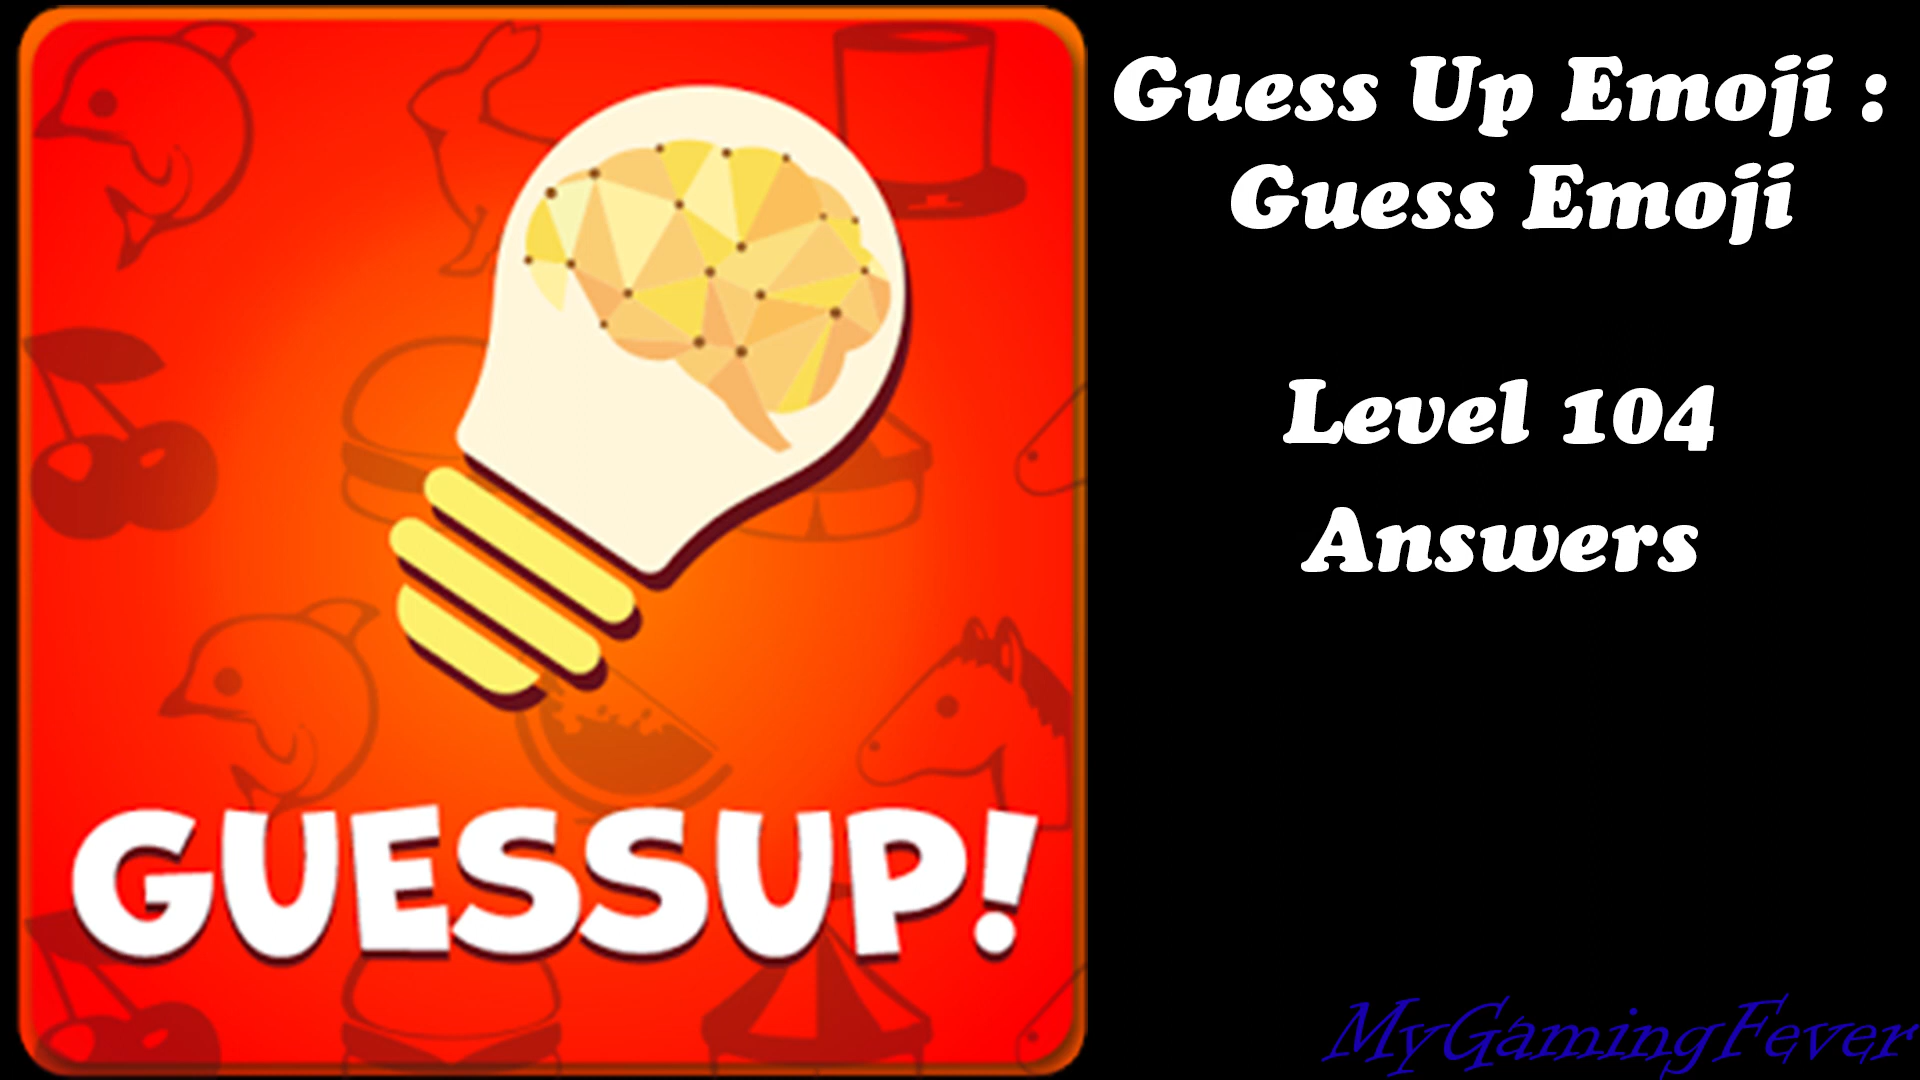 Guess Up Emoji :
Guess Emoji
Level 104
Answers
GUESSUP!
MyGamingFever